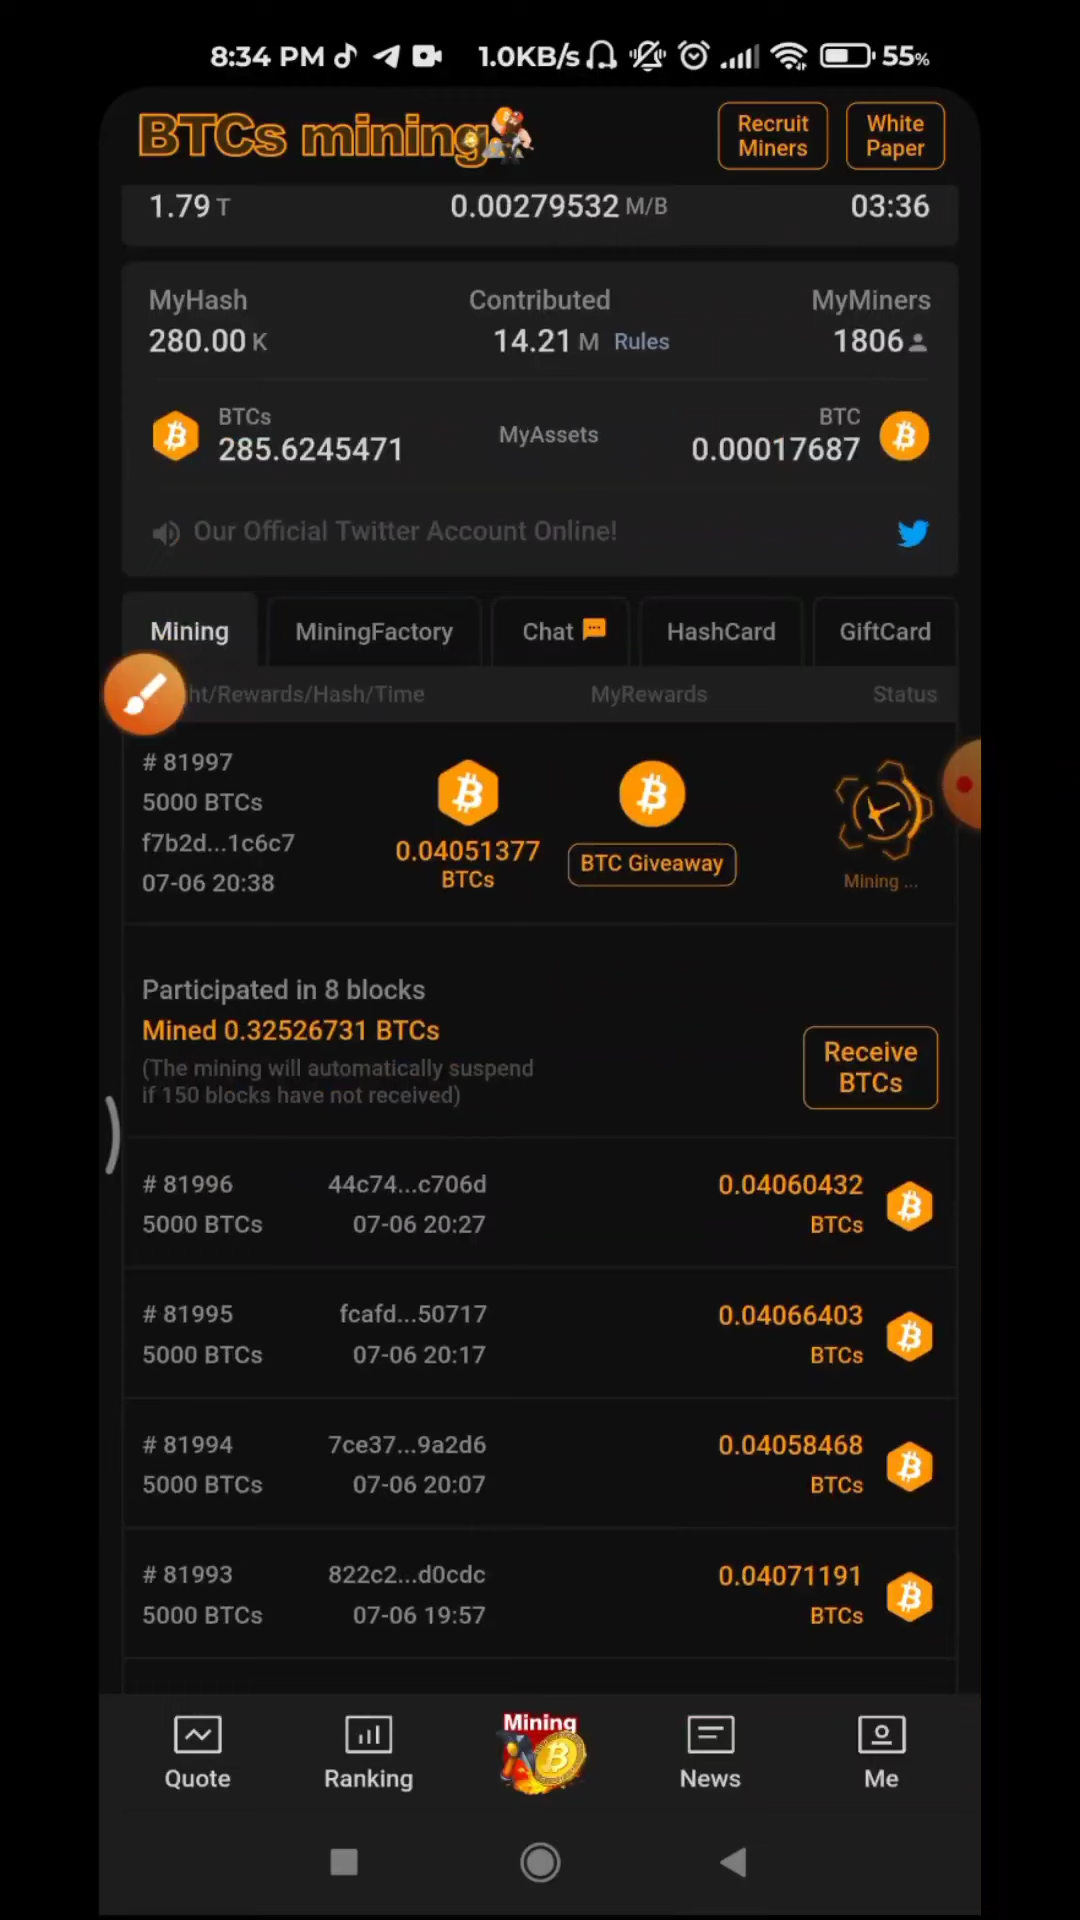 8:34 PM 1.0KB/s 55%
BTCs mining
Recruit Miners
White Paper
1.79 T 0.00279532 M/B 03:36
MyHash Contributed MyMiners
280.00 K 14.21 M Rules 1806
BTCs BTC
285.6245471 MyAssets 0.00017687
Our Official Twitter Account Online!
Mining MiningFactory Chat HashCard GiftCard
ht/Rewards/Hash/Time MyRewards Status
# 81997
5000 BTCs
f7b2d...1c6c7
07-06 20:38
0.04051377
BTCs
BTC Giveaway
Mining ...
Participated in 8 blocks
Mined 0.32526731 BTCs
(The mining will automatically suspend
if 150 blocks have not received)
Receive
BTCs
# 81996 44c74...c706d 0.04060432
5000 BTCs 07-06 20:27 BTCs
# 81995 fcafd...50717 0.04066403
5000 BTCs 07-06 20:17 BTCs
# 81994 7ce37...9a2d6 0.04058468
5000 BTCs 07-06 20:07 BTCs
# 81993 822c2...d0cdc 0.04071191
5000 BTCs 07-06 19:57 BTCs
Mining
Quote Ranking News Me